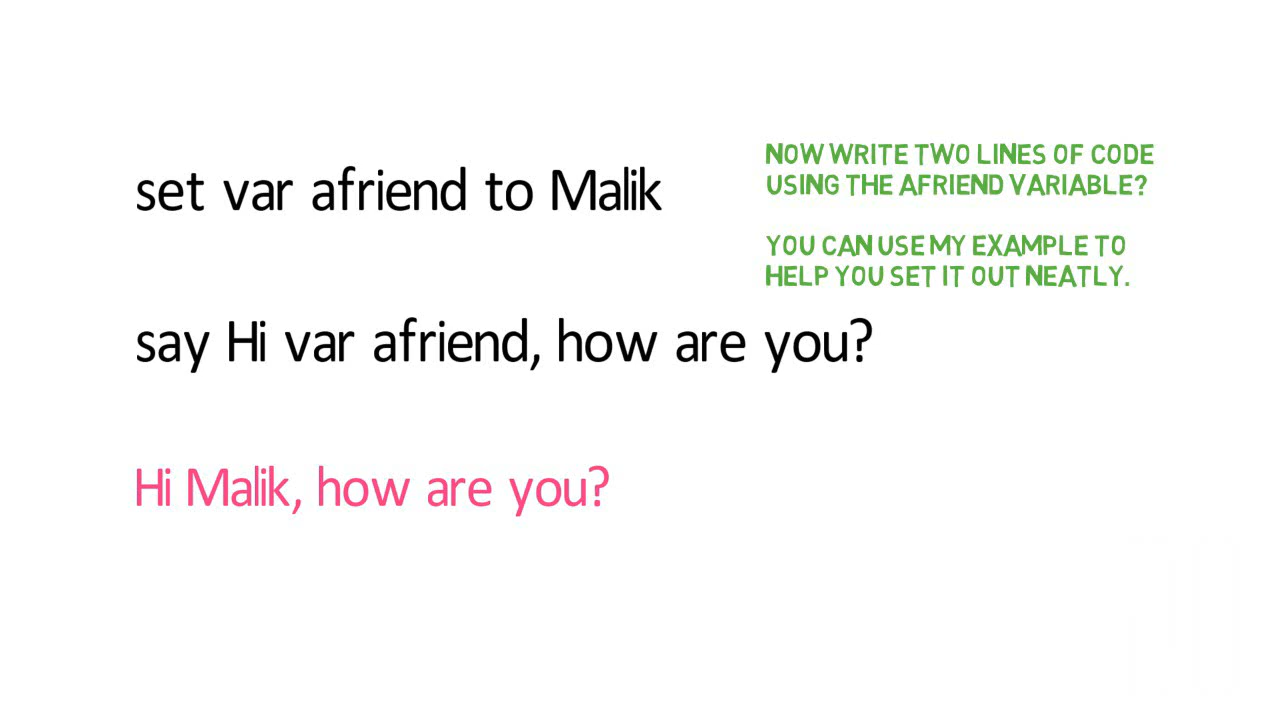 set var afriend to Malik
NOW WRITE TWO LINES OF CODE
USING THE AFRIEND VARIABLE?
YOU CAN USE MY EXAMPLE TO
HELP YOU SET IT OUT NEATLY.
say Hi var afriend, how are you?
Hi Malik, how are you?